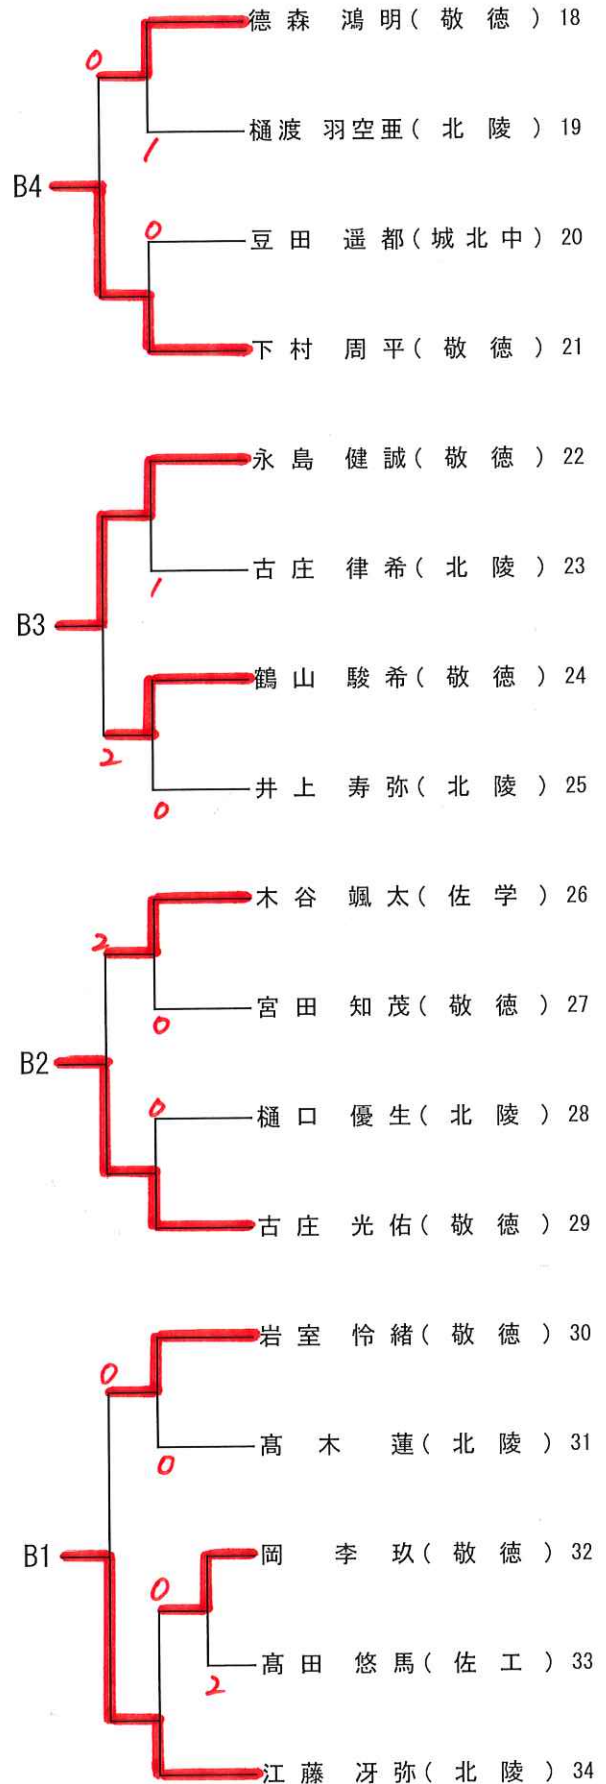 德森 鴻明(敬徳) 18
0
樋渡 羽空亜(北陵) 19
1
B4
0
豆田 遥都(城北中) 20
下村 周平(敬徳) 21
永島 健誠(敬徳) 22
古庄 律希(北陵) 23
1
B3
鶴山 駿希(敬徳) 24
2
井上 寿弥(北陵) 25
0
木谷 颯太(佐学) 26
2
宮田 知茂(敬徳) 27
0
B2
0
樋口 優生(北陵) 28
古庄 光佑(敬徳) 29
岩室 怜緒(敬徳) 30
0
髙木 蓮(北陵) 31
0
B1
岡 李玖(敬徳) 32
0
髙田 悠馬(佐工) 33
2
江藤 冴弥(北陵) 34